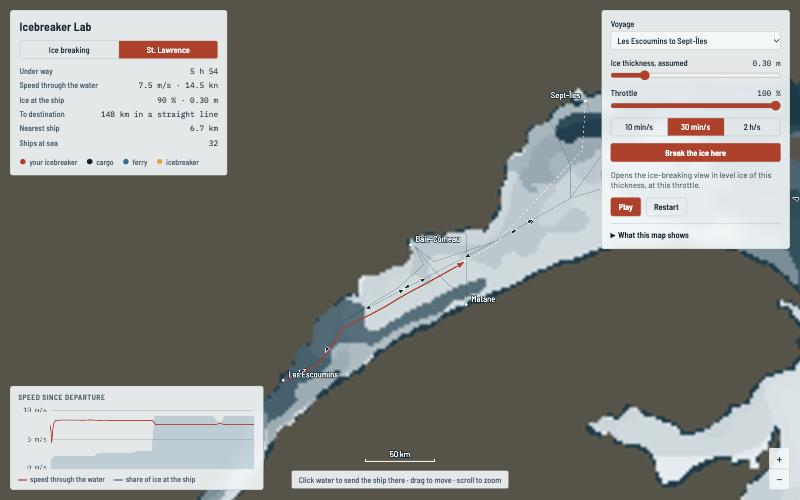 Icebreaker Lab
Ice breaking
St. Lawrence
Under way 5 h 54
Speed through the water 7.5 m/s · 14.5 kn
Ice at the ship 90 % · 0.30 m
To destination 148 km in a straight line
Nearest ship 6.7 km
Ships at sea 32
your icebreaker
cargo
ferry
icebreaker
Voyage
Les Escoumins to Sept-Îles
Ice thickness, assumed 0.30 m
Throttle 100 %
10 min/s
30 min/s
2 h/s
Break the ice here
Opens the ice-breaking view in level ice of this
thickness, at this throttle.
Play
Restart
▶ What this map shows
Sept-Îles
Baie-Comeau
Matane
Les Escoumins
SPEED SINCE DEPARTURE
10 m/s
5 m/s
0 m/s
speed through the water
share of ice at the ship
50 km
Click water to send the ship there · drag to move · scroll to zoom
+
−